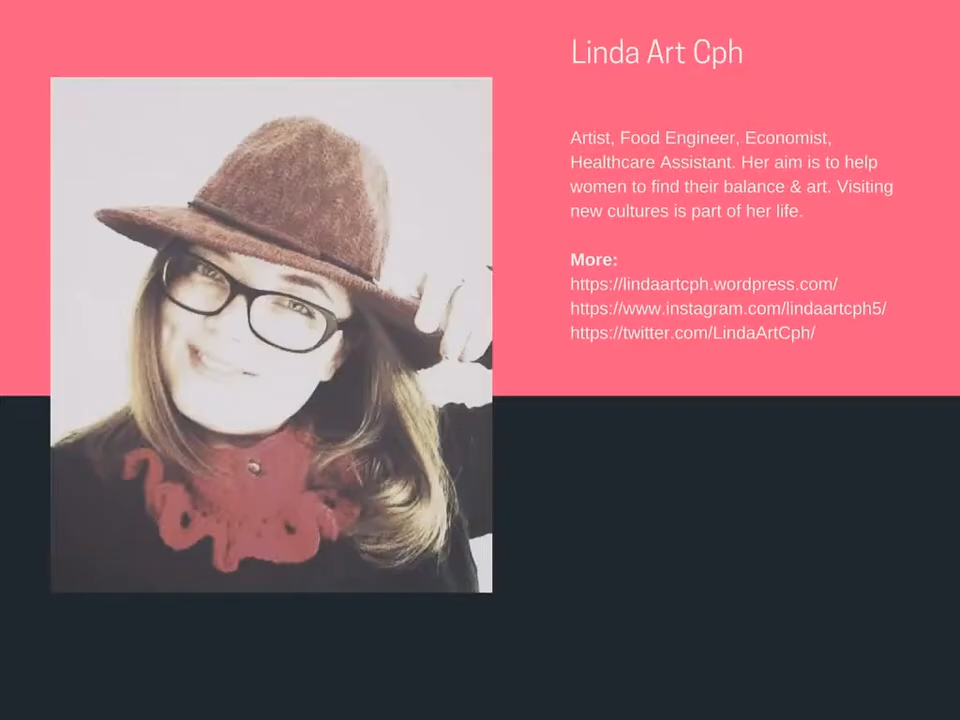 Linda Art Cph
Artist, Food Engineer, Economist,
Healthcare Assistant. Her aim is to help
women to find their balance & art. Visiting
new cultures is part of her life.
More:
https://lindaartcph.wordpress.com/
https://www.instagram.com/lindaartcph5/
https://twitter.com/LindaArtCph/